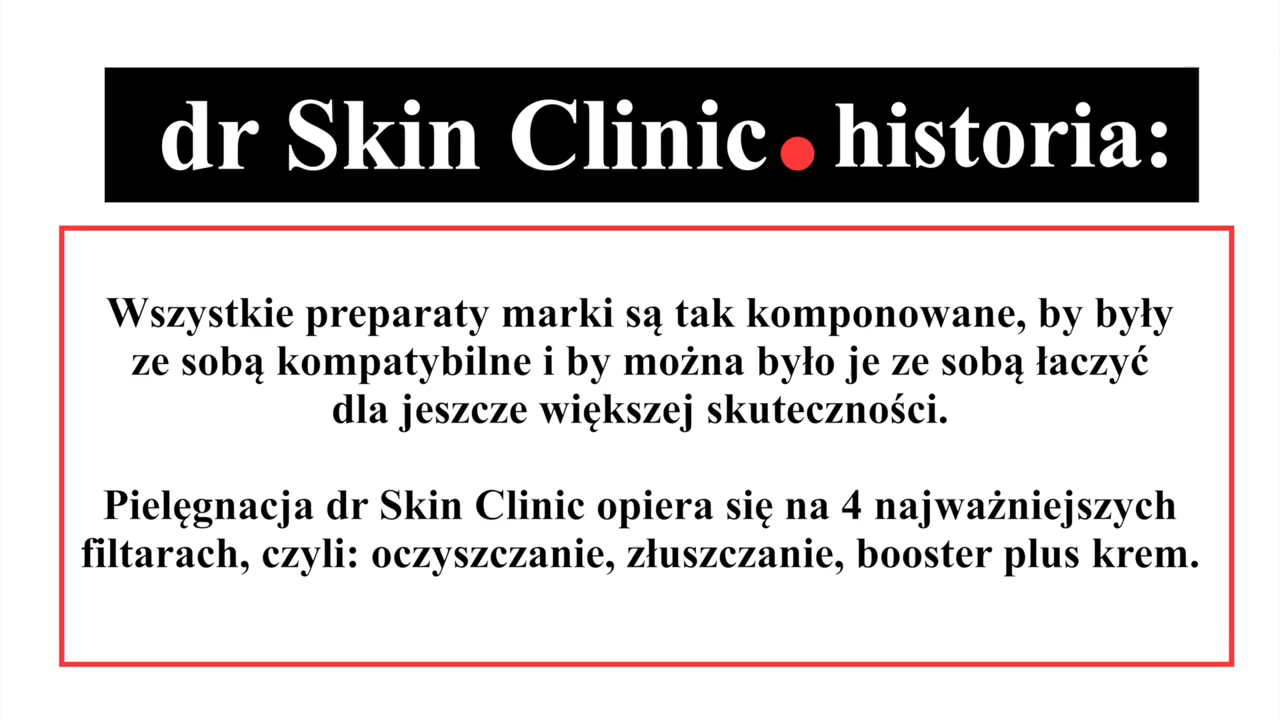 dr Skin Clinic. historia:
Wszystkie preparaty marki są tak komponowane, by były
ze sobą kompatybilne i by można było je ze sobą łaczyć
dla jeszcze większej skuteczności.
Pielęgnacja dr Skin Clinic opiera się na 4 najważniejszych
filtarach, czyli: oczyszczanie, złuszczanie, booster plus krem.